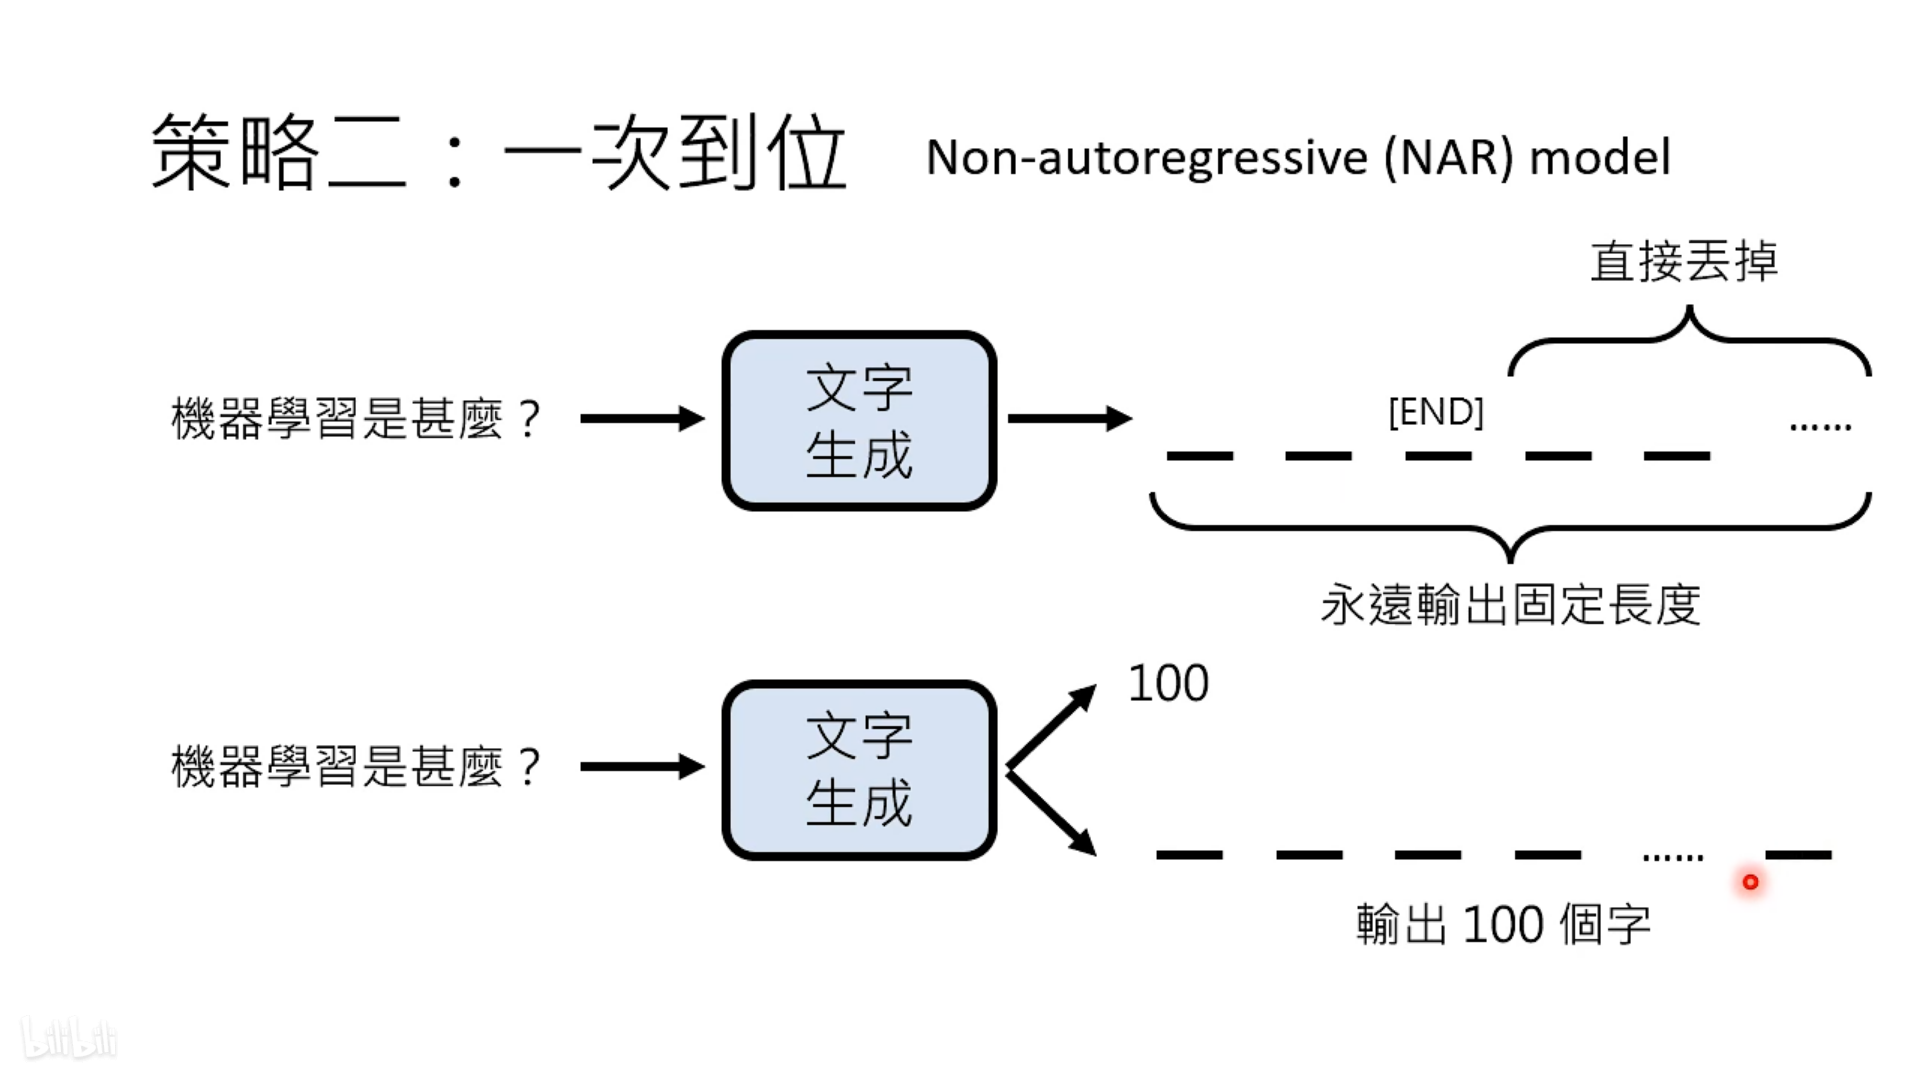 策略二：一次到位 Non-autoregressive (NAR) model
直接丟掉
機器學習是甚麼？
文字
生成
[END]
......
永遠輸出固定長度
機器學習是甚麼？
文字
生成
100
......
輸出 100 個字
bilibili